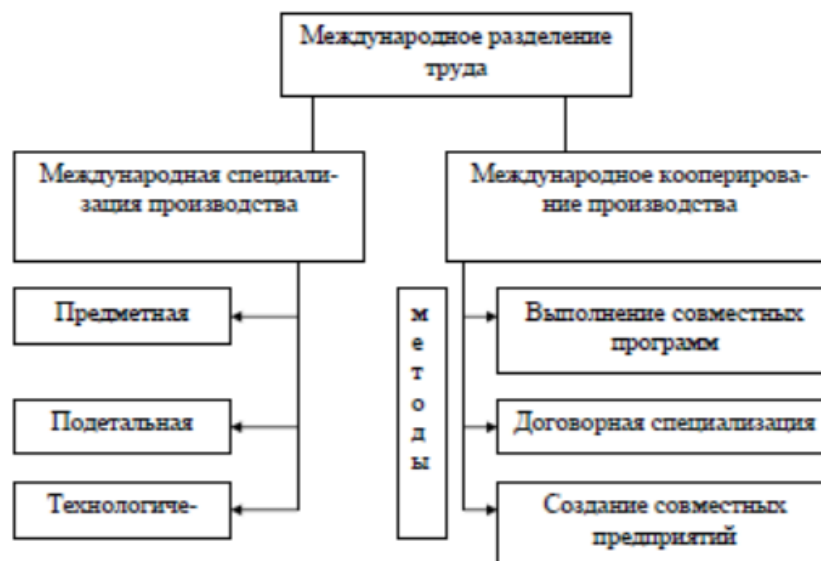 Международное разделение
труда
Международная специали-
зация производства
Международное кооперирова-
ние производства
Предметная
Подетальная
Технологиче-
методы
Выполнение совместных
программ
Договорная специализация
Создание совместных
предприятий